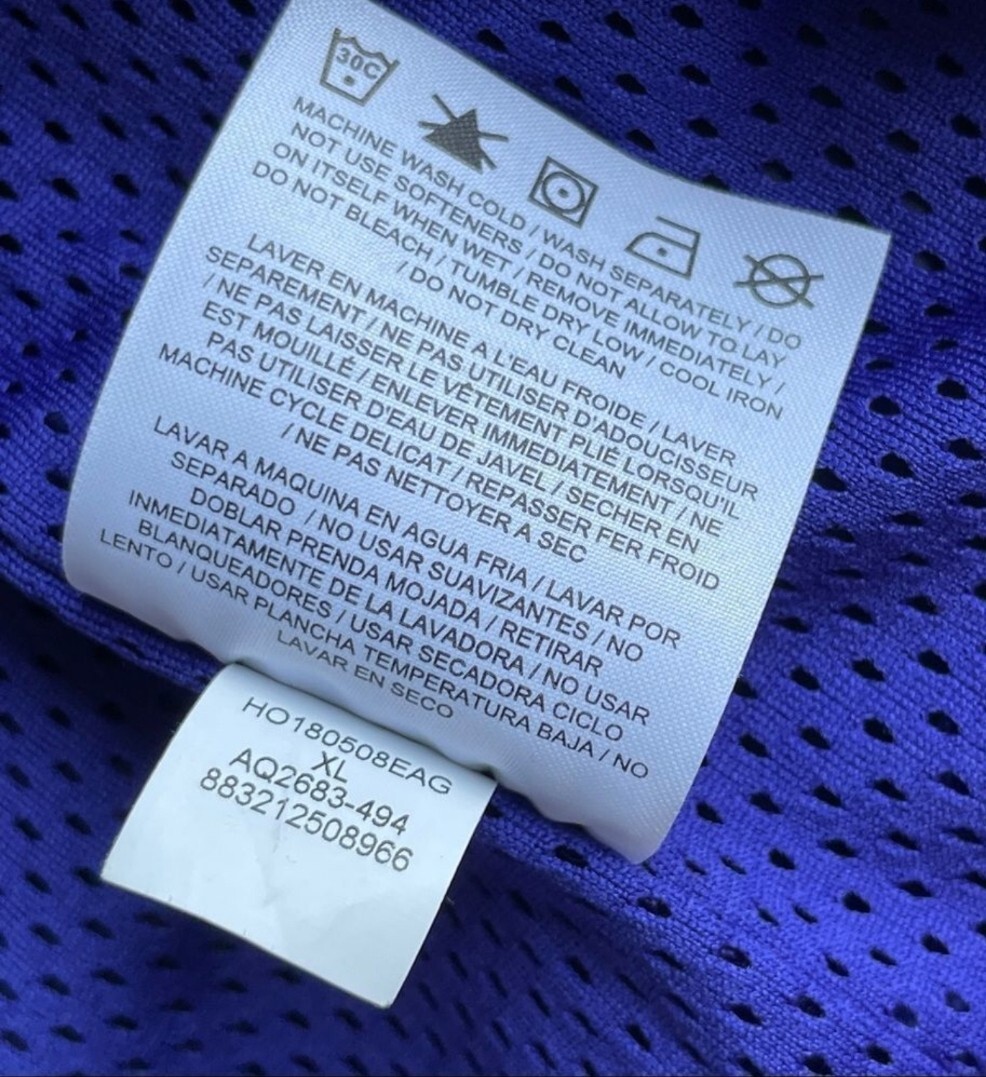 30C
MACHINE WASH COLD / WASH SEPARATELY / DO
NOT USE SOFTENERS / DO NOT ALLOW TO LAY
ON ITSELF WHEN WET / REMOVE IMMEDIATELY /
DO NOT BLEACH / TUMBLE DRY LOW / COOL IRON
/ DO NOT DRY CLEAN
LAVER EN MACHINE A L'EAU FROIDE / LAVER
SEPAREMENT / NE PAS UTILISER D'ADOUCISSEUR
/ NE PAS LAISSER LE VÊTEMENT PLIÉ LORSQU'IL
EST MOUILLÉ / ENLEVER IMMEDIATEMENT / NE
PAS UTILISER D'EAU DE JAVEL / SECHER EN
MACHINE CYCLE DELICAT / REPASSER FER FROID
/ NE PAS NETTOYER A SEC
LAVAR A MAQUINA EN AGUA FRIA / LAVAR POR
SEPARADO / NO USAR SUAVIZANTES / NO
DOBLAR PRENDA MOJADA / RETIRAR
INMEDIATAMENTE DE LA LAVADORA / NO USAR
BLANQUEADORES / USAR SECADORA CICLO
LENTO / USAR PLANCHA TEMPERATURA BAJA / NO
LAVAR EN SECO
HO180508EAG
XL
AQ2683-494
883212508966